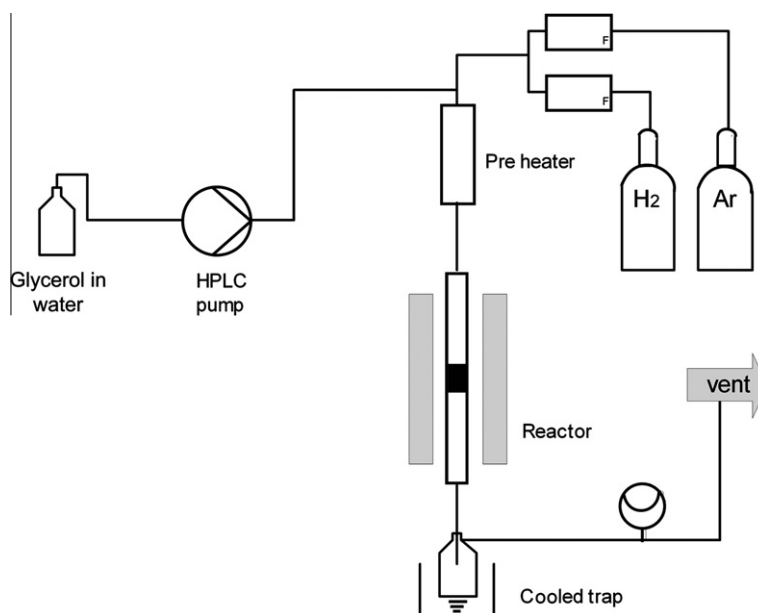 F
F
Pre heater
H2
Ar
Glycerol in
water
HPLC
pump
vent
Reactor
Cooled trap